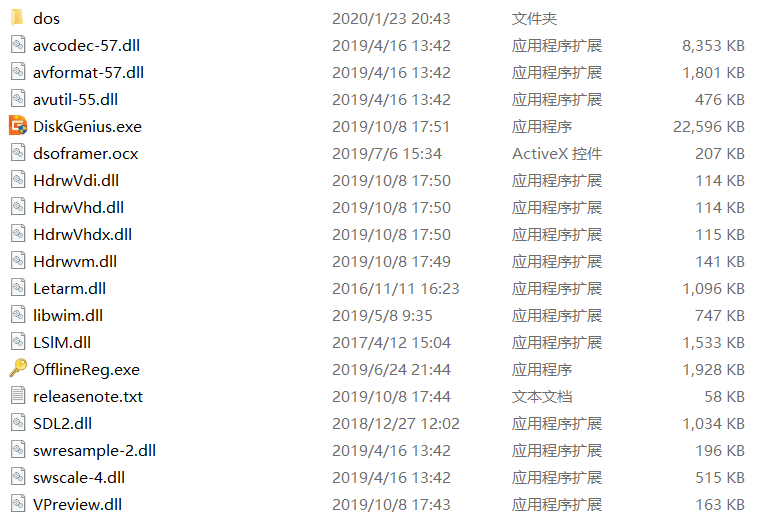 dos 2020/1/23 20:43 文件夹
avcodec-57.dll 2019/4/16 13:42 应用程序扩展 8,353 KB
avformat-57.dll 2019/4/16 13:42 应用程序扩展 1,801 KB
avutil-55.dll 2019/4/16 13:42 应用程序扩展 476 KB
DiskGenius.exe 2019/10/8 17:51 应用程序 22,596 KB
dsoframer.ocx 2019/7/6 15:34 ActiveX 控件 207 KB
HdrwVdi.dll 2019/10/8 17:50 应用程序扩展 114 KB
HdrwVhd.dll 2019/10/8 17:50 应用程序扩展 114 KB
HdrwVhdx.dll 2019/10/8 17:50 应用程序扩展 115 KB
Hdrwvm.dll 2019/10/8 17:49 应用程序扩展 141 KB
Letarm.dll 2016/11/11 16:23 应用程序扩展 1,096 KB
libwim.dll 2019/5/8 9:35 应用程序扩展 747 KB
LSlM.dll 2017/4/12 15:04 应用程序扩展 1,533 KB
OfflineReg.exe 2019/6/24 21:44 应用程序 1,928 KB
releasenote.txt 2019/10/8 17:44 文本文档 58 KB
SDL2.dll 2018/12/27 12:02 应用程序扩展 1,034 KB
swresample-2.dll 2019/4/16 13:42 应用程序扩展 196 KB
swscale-4.dll 2019/4/16 13:42 应用程序扩展 515 KB
VPreview.dll 2019/10/8 17:43 应用程序扩展 163 KB